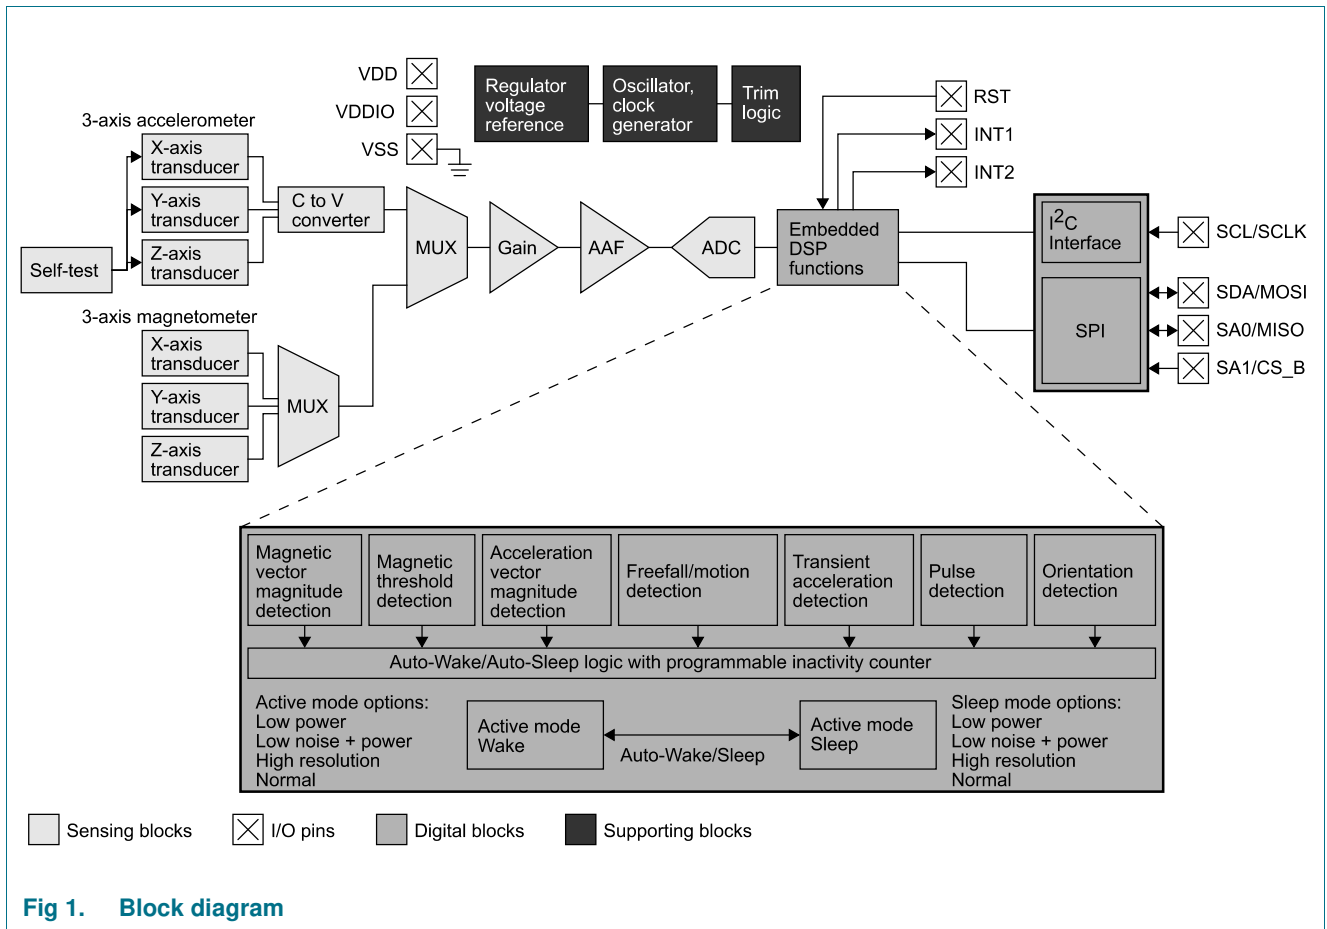 VDD
VDDIO
VSS
Regulator
voltage
reference
Oscillator,
clock
generator
Trim
logic
RST
INT1
INT2
3-axis accelerometer
X-axis
transducer
Y-axis
transducer
Z-axis
transducer
Self-test
C to V
converter
3-axis magnetometer
X-axis
transducer
Y-axis
transducer
Z-axis
transducer
MUX
MUX
Gain
AAF
ADC
Embedded
DSP
functions
I²C
Interface
SPI
SCL/SCLK
SDA/MOSI
SA0/MISO
SA1/CS_B
Magnetic
vector
magnitude
detection
Magnetic
threshold
detection
Acceleration
vector
magnitude
detection
Freefall/motion
detection
Transient
acceleration
detection
Pulse
detection
Orientation
detection
Auto-Wake/Auto-Sleep logic with programmable inactivity counter
Active mode options:
Low power
Low noise + power
High resolution
Normal
Active mode
Wake
Auto-Wake/Sleep
Active mode
Sleep
Sleep mode options:
Low power
Low noise + power
High resolution
Normal
Sensing blocks
I/O pins
Digital blocks
Supporting blocks
Fig 1. Block diagram